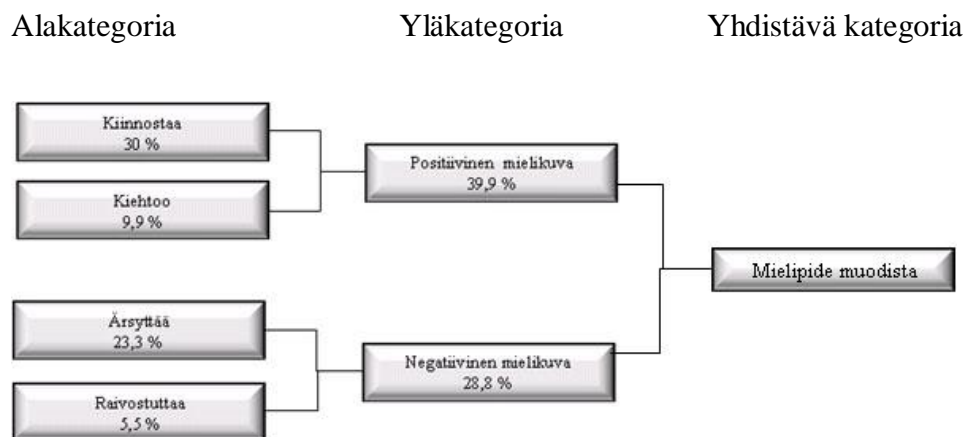 Alakategoria Yläkategoria Yhdistävä kategoria
Kiinnostaa
30 %
Kiehtoo
9,9 %
Positiivinen mielikuva
39,9 %
Mielipide muodista
Ärsyttää
23,3 %
Raivostuttaa
5,5 %
Negatiivinen mielikuva
28,8 %